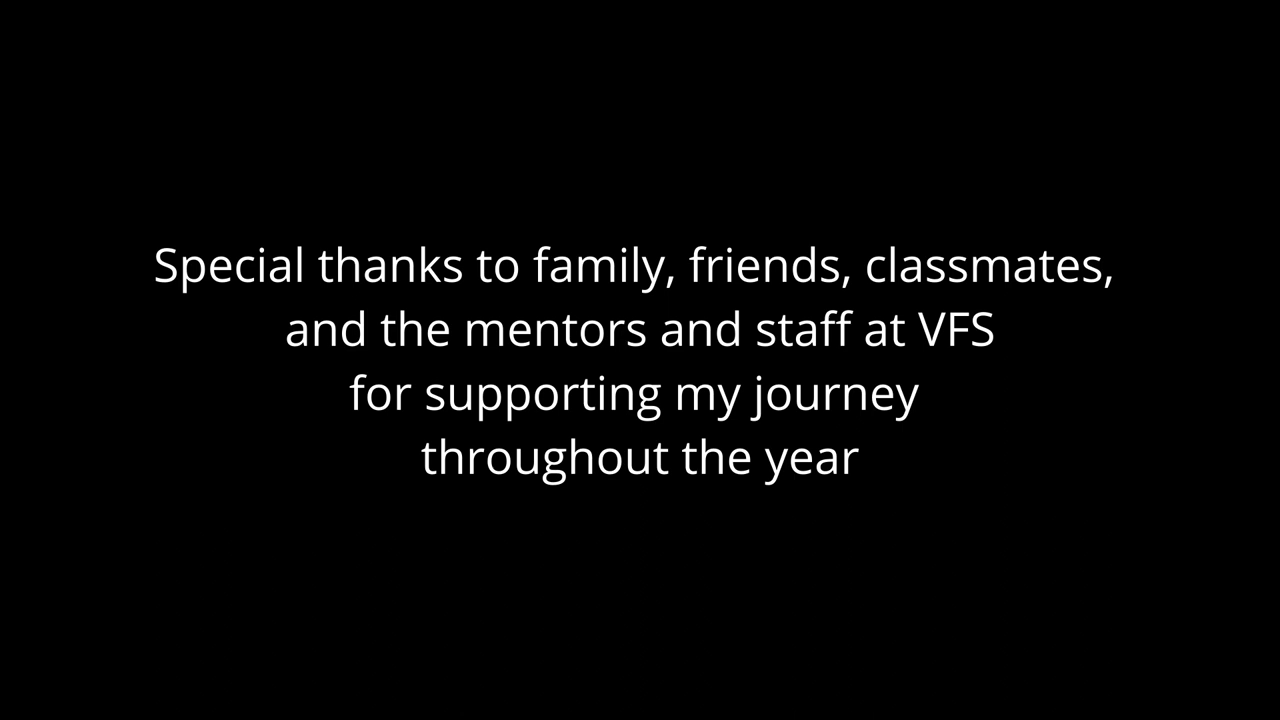 Special thanks to family, friends, classmates,
and the mentors and staff at VFS
for supporting my journey
throughout the year